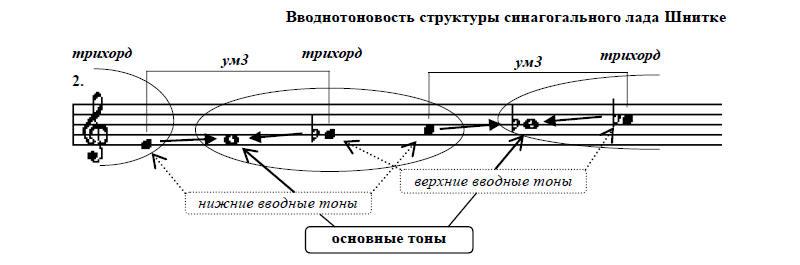 Вводнотоновость структуры синагогального лада Шнитке
трихорд ум3 трихорд ум3 трихорд
2.
верхние вводные тоны
нижние вводные тоны
основные тоны